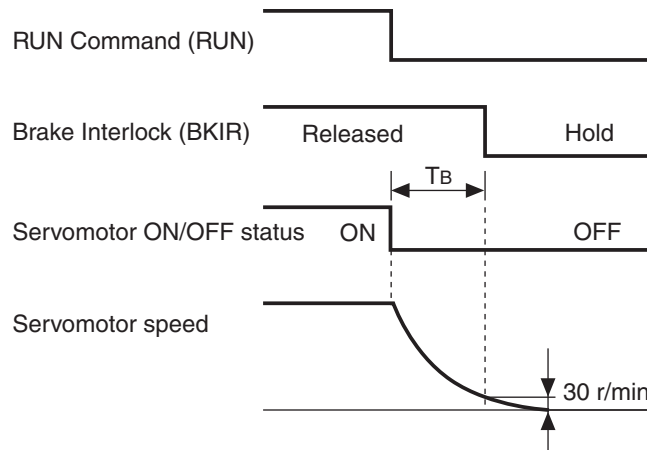 RUN Command (RUN)
Brake Interlock (BKIR) Released Hold
TB
Servomotor ON/OFF status ON OFF
Servomotor speed
30 r/min